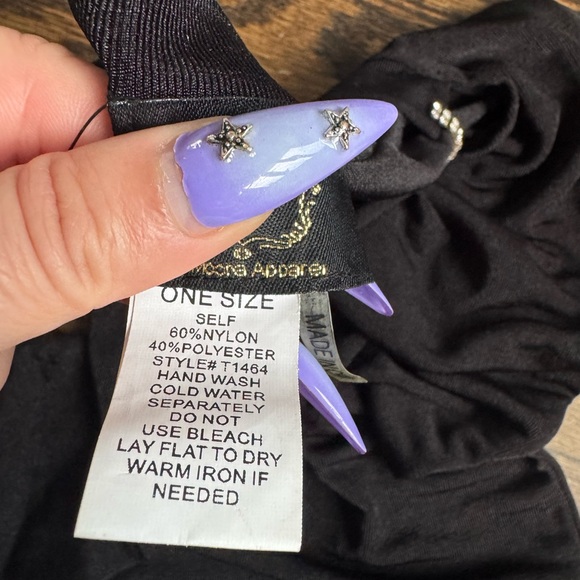 Moora Apparel
ONE SIZE
SELF
60%NYLON
40%POLYESTER
STYLE# T1464
HAND WASH
COLD WATER
SEPARATELY
DO NOT
USE BLEACH
LAY FLAT TO DRY
WARM IRON IF
NEEDED
MADE IN